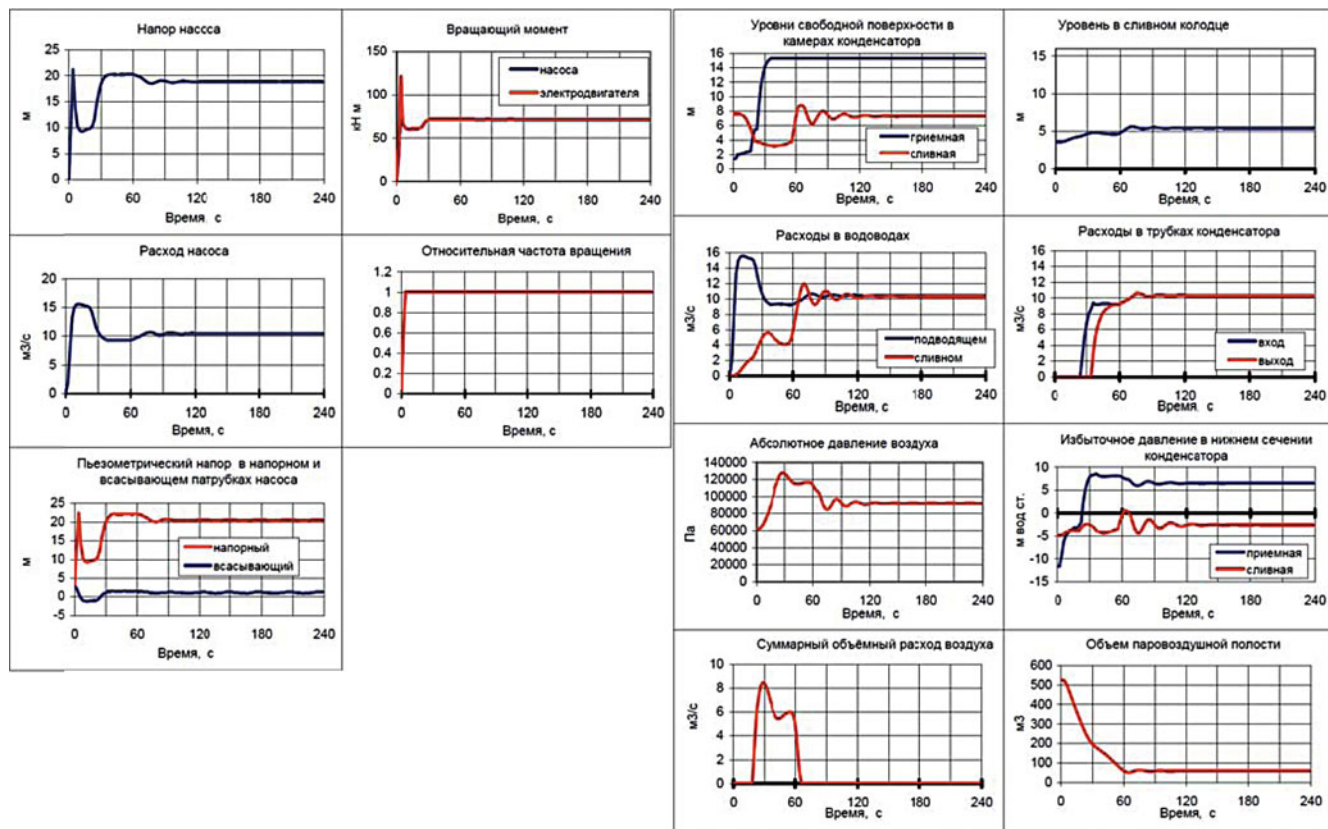 Напор нассса
25
20
15
10
5
0
м
0 60 120 180 240
Время с
Вращающий момент
150
100
50
0
кН м
насоса
электродвигателя
0 60 120 180 240
Время, с
Расход насоса
20
15
10
5
0
м3/с
0 60 120 180 240
Время, с
Относительная частота вращения
1.2
1
0.8
0.6
0.4
0.2
0
0 60 120 180 240
Время, с
Пьезометрический напор в напорном и
всасывающем патрубках насоса
25
20
15
10
5
0
-5
м
напорный
всасывающий
0 60 120 180 240
Время, с
Уровни свободной поверхности в
камерах конденсатора
16
14
12
10
8
6
4
2
0
м
приемная
сливная
0 60 120 180 240
Время, с
Уровень в сливном колодце
15
10
5
0
м
0 60 120 180 240
Время, с
Расходы в водоводах
16
14
12
10
8
6
4
2
0
м3/с
подводящем
сливном
0 60 120 180 240
Время, с
Расходы в трубках конденсатора
16
14
12
10
8
6
4
2
0
м3/с
вход
выход
0 60 120 180 240
Время, с
Абсолютное давление воздуха
140000
120000
100000
80000
60000
40000
20000
0
Па
0 60 120 180 240
Время, с
Избыточное давление в нижнем сечении
конденсатора
10
5
0
-5
-10
-15
м вод ст.
приемная
сливная
0 60 120 180 240
Время, с
Суммарный объёмный расход воздуха
10
8
6
4
2
0
м3/с
0 60 120 180 240
Время, с
Объем паровоздушной полости
600
500
400
300
200
100
0
м3
0 60 120 180 240
Время, с